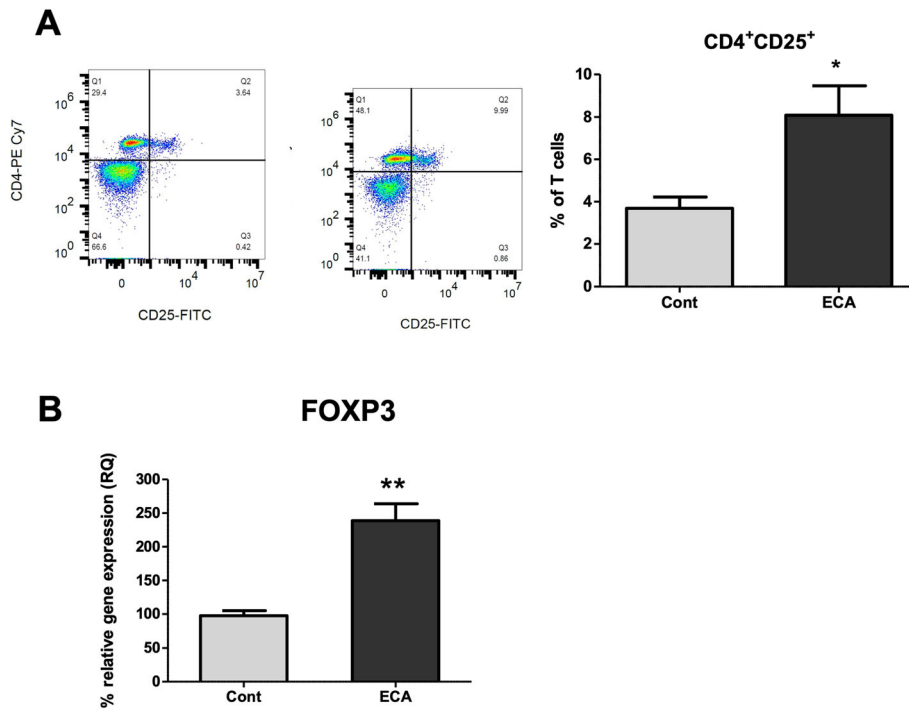 A
CD4-PE Cy7
10⁶
10⁴
10²
10⁰
Q1
29.4
Q2
3.64
Q4
66.6
Q3
0.42
0
10⁴
10⁷
CD25-FITC
10⁶
10⁴
10²
10⁰
Q1
48.1
Q2
9.99
Q4
41.1
Q3
0.86
0
10⁴
10⁷
CD25-FITC
CD4⁺CD25⁺
% of T cells
10
8
6
4
2
0
*
Cont
ECA
B
FOXP3
% relative gene expression (RQ)
300
250
200
150
100
50
0
**
Cont
ECA